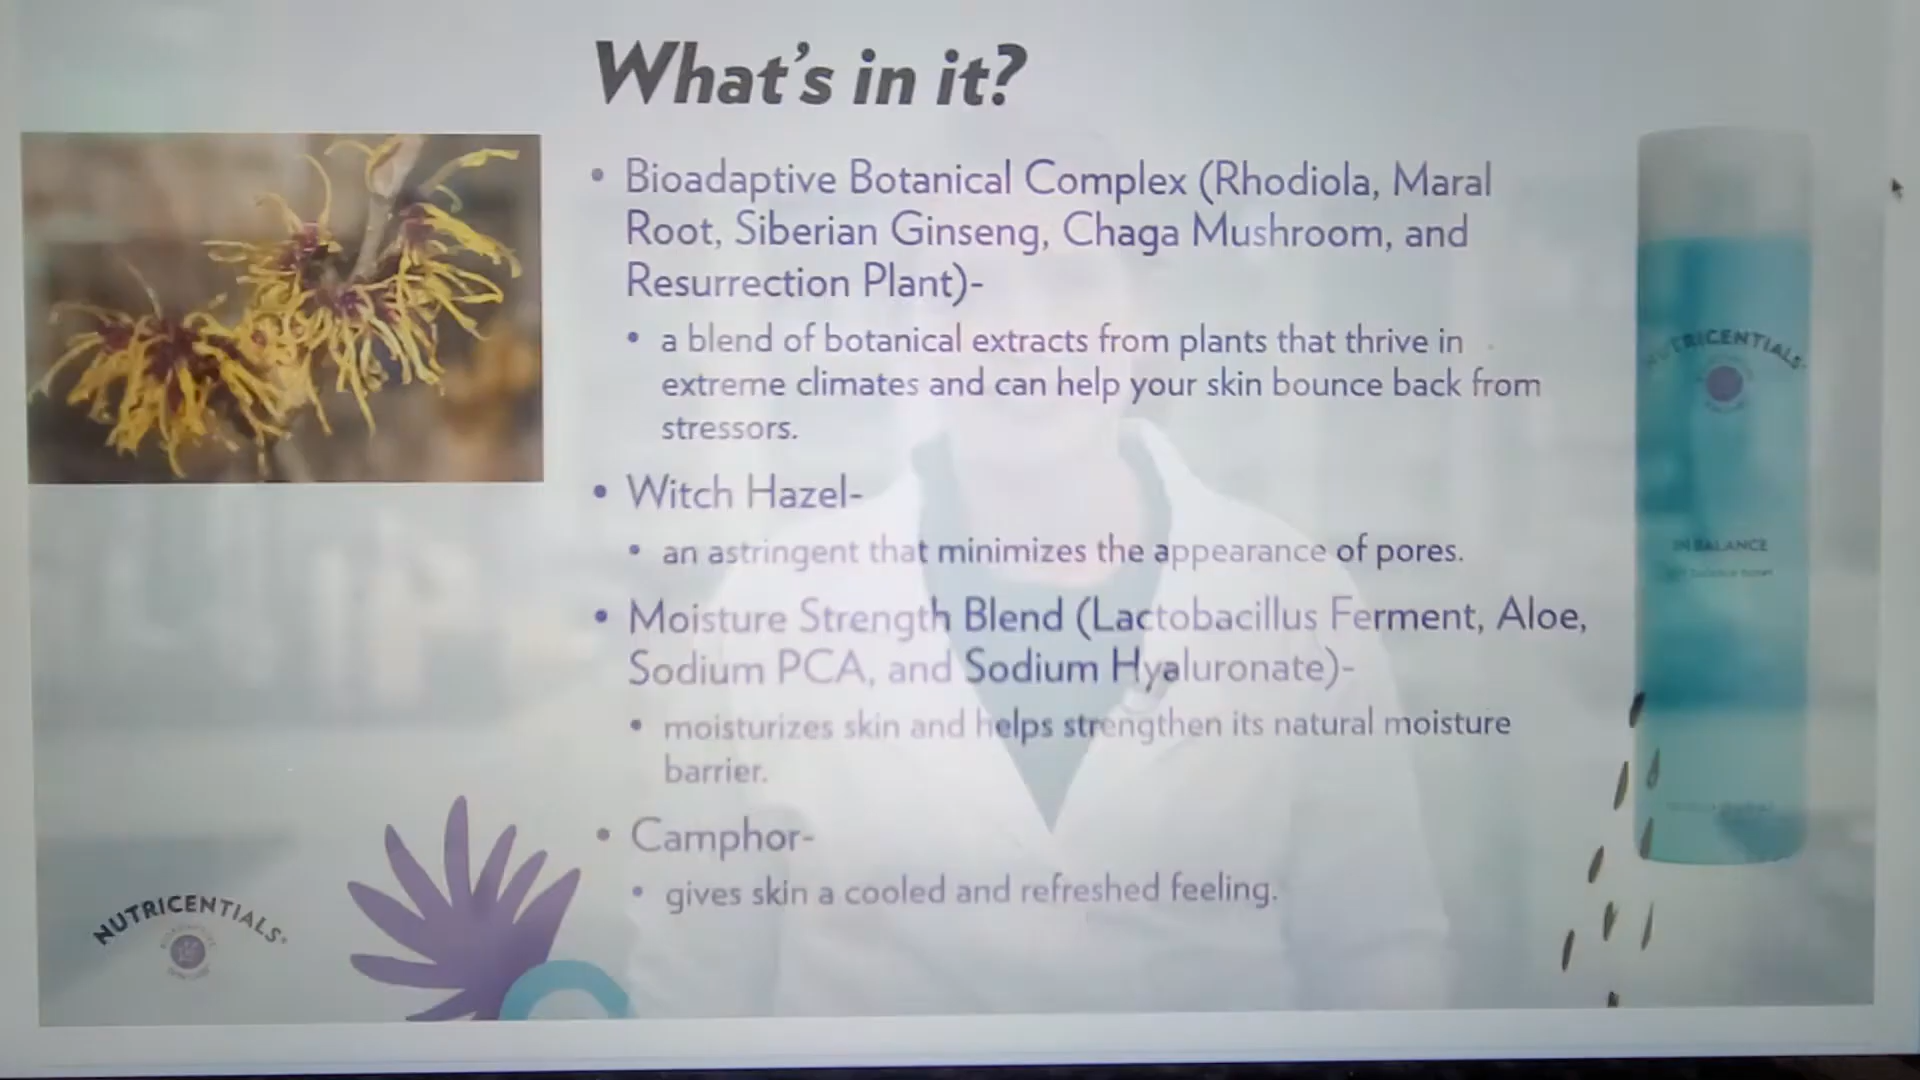 What's in it?
• Bioadaptive Botanical Complex (Rhodiola, Maral
Root, Siberian Ginseng, Chaga Mushroom, and
Resurrection Plant)-
• a blend of botanical extracts from plants that thrive in
extreme climates and can help your skin bounce back from
stressors.
• Witch Hazel-
• an astringent that minimizes the appearance of pores.
• Moisture Strength Blend (Lactobacillus Ferment, Aloe,
Sodium PCA, and Sodium Hyaluronate)-
• moisturizes skin and helps strengthen its natural moisture
barrier.
• Camphor-
• gives skin a cooled and refreshed feeling.
NUTRICENTIALS®
NUTRICENTIALS®
IN BALANCE